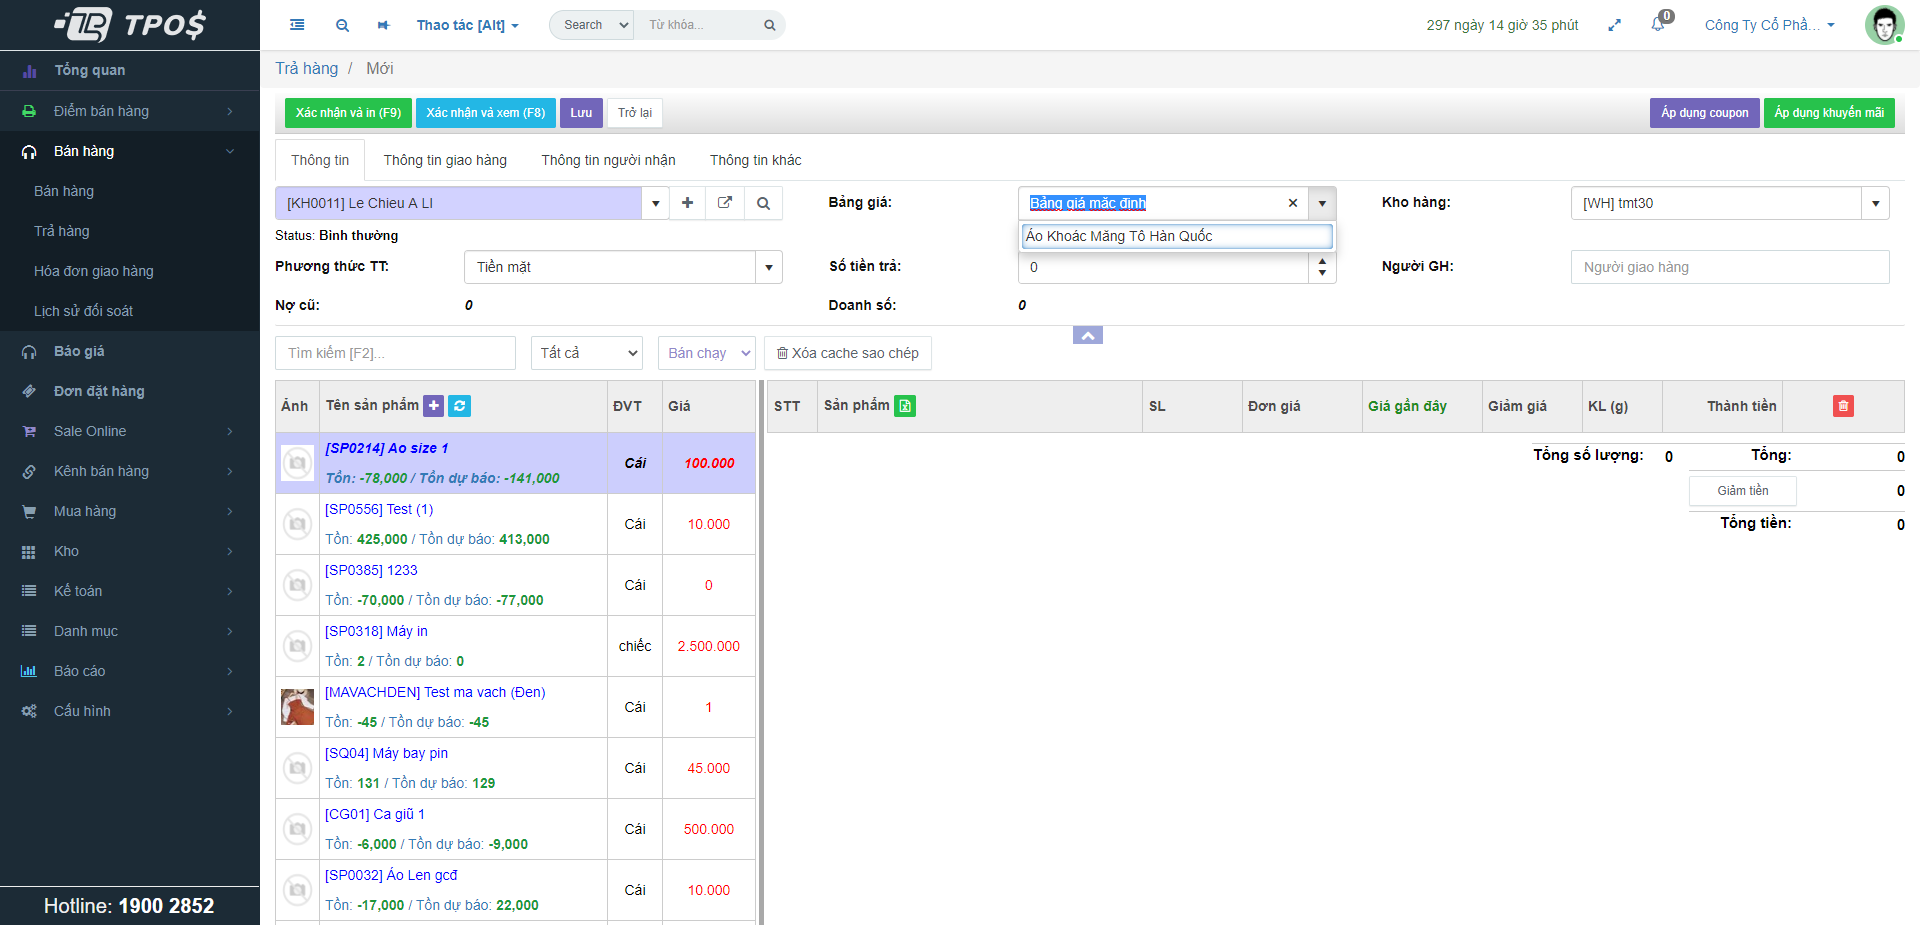 TPO$
Thao tác [Alt]
Search
Từ khóa...
297 ngày 14 giờ 35 phút
0
Công Ty Cổ Phầ...
Tổng quan
Điểm bán hàng
Bán hàng
Bán hàng
Trả hàng
Hóa đơn giao hàng
Lịch sử đối soát
Báo giá
Đơn đặt hàng
Sale Online
Kênh bán hàng
Mua hàng
Kho
Kế toán
Danh mục
Báo cáo
Cấu hình
Hotline: 1900 2852
Trả hàng / Mới
Xác nhận và in (F9)
Xác nhận và xem (F8)
Lưu
Trở lại
Áp dụng coupon
Áp dụng khuyến mãi
Thông tin
Thông tin giao hàng
Thông tin người nhận
Thông tin khác
[KH0011] Le Chieu A LI
Bảng giá:
Bảng giá mặc định
Kho hàng:
[WH] tmt30
Status: Bình thường
Áo Khoác Măng Tô Hàn Quốc
Phương thức TT:
Tiền mặt
Số tiền trả:
0
Người GH:
Người giao hàng
Nợ cũ:
0
Doanh số:
0
Tìm kiếm [F2]...
Tất cả
Bán chạy
Xóa cache sao chép
Ảnh
Tên sản phẩm
ĐVT
Giá
[SP0214] Ao size 1
Tồn: -78,000 / Tồn dự báo: -141,000
Cái
100.000
[SP0556] Test (1)
Tồn: 425,000 / Tồn dự báo: 413,000
Cái
10.000
[SP0385] 1233
Tồn: -70,000 / Tồn dự báo: -77,000
Cái
0
[SP0318] Máy in
Tồn: 2 / Tồn dự báo: 0
chiếc
2.500.000
[MAVACHDEN] Test ma vach (Đen)
Tồn: -45 / Tồn dự báo: -45
Cái
1
[SQ04] Máy bay pin
Tồn: 131 / Tồn dự báo: 129
Cái
45.000
[CG01] Ca giũ 1
Tồn: -6,000 / Tồn dự báo: -9,000
Cái
500.000
[SP0032] Áo Len gcđ
Tồn: -17,000 / Tồn dự báo: 22,000
Cái
10.000
STT
Sản phẩm
SL
Đơn giá
Giá gần đây
Giảm giá
KL (g)
Thành tiền
Tổng số lượng: 0
Tổng: 0
Giảm tiền 0
Tổng tiền: 0